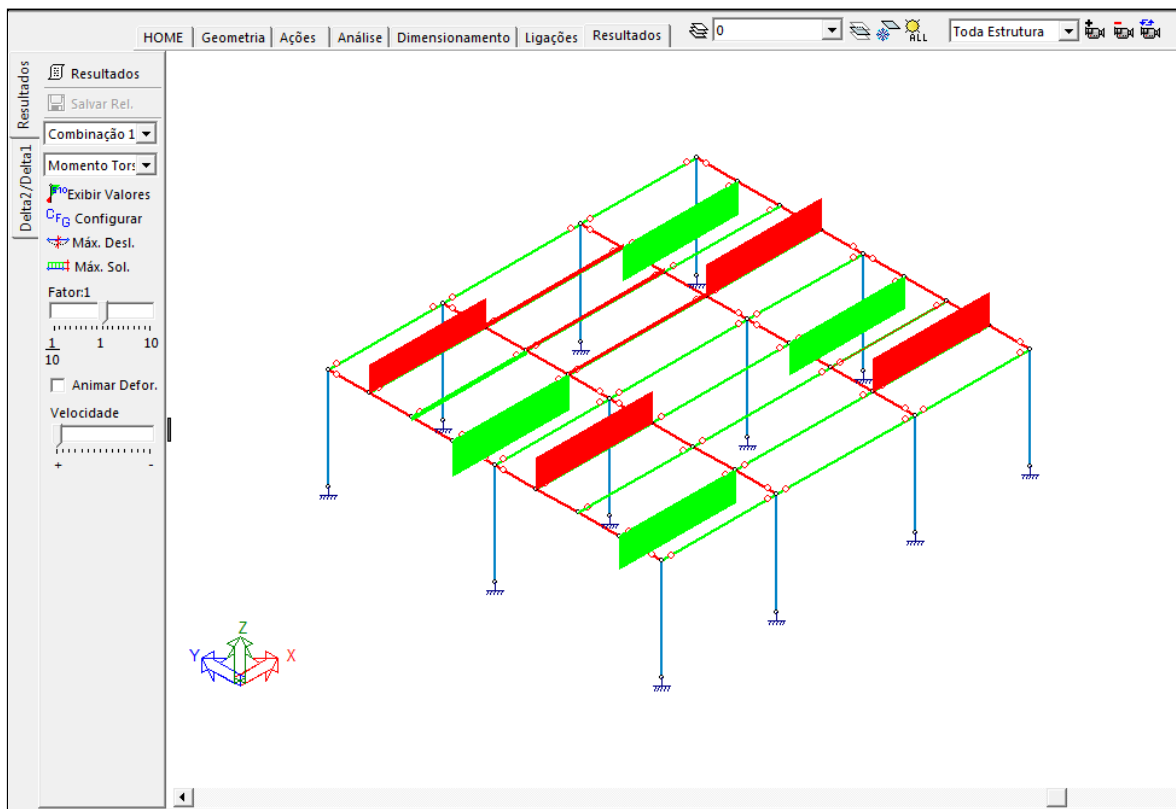 HOME Geometria Ações Análise Dimensionamento Ligações Resultados 0 ALL Toda Estrutura
Resultados
Delta2/Delta1
Resultados
Salvar Rel.
Combinação 1
Momento Tors
Exibir Valores
CFG Configurar
Máx. Desl.
Máx. Sol.
Fator:1
1/10 1 10
Animar Defor.
Velocidade
+ -
Z
Y X